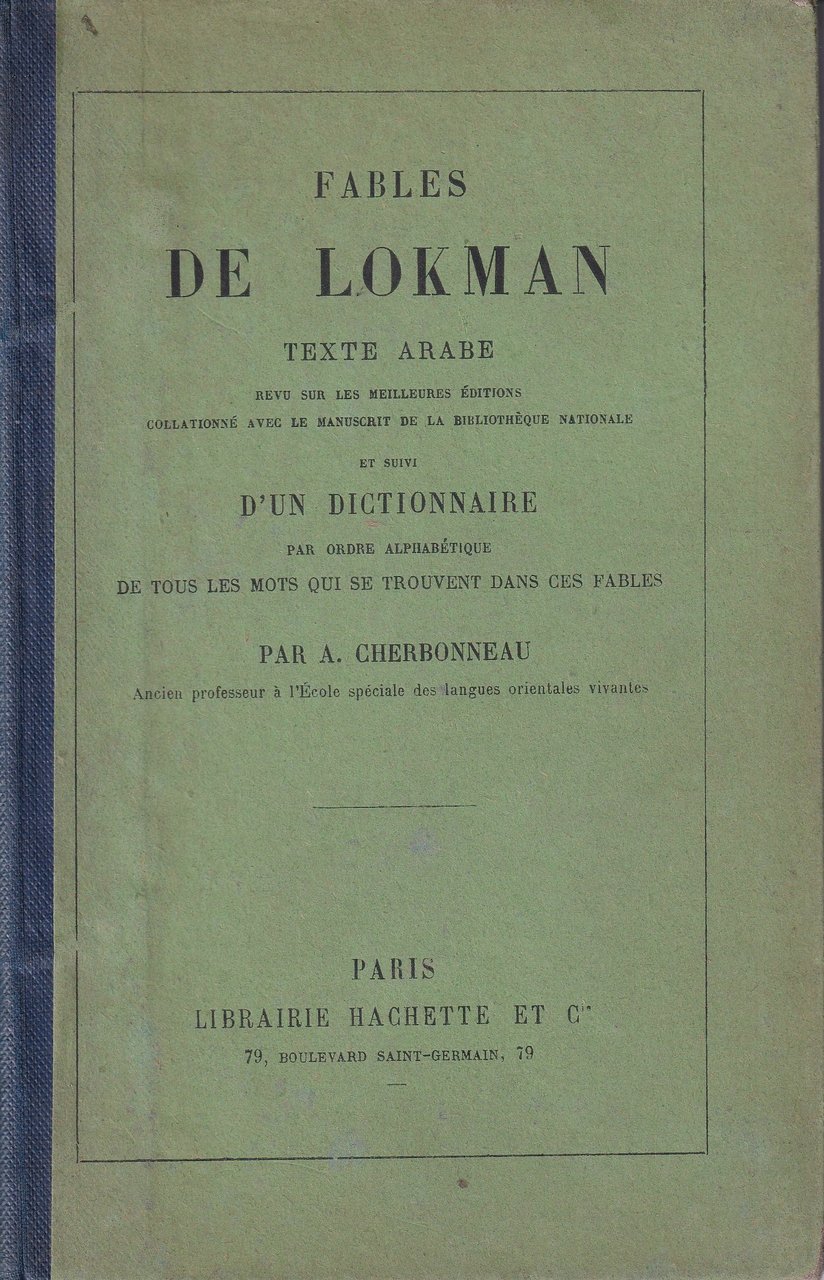 FABLES
DE LOKMAN
TEXTE ARABE
REVU SUR LES MEILLEURES ÉDITIONS
COLLATIONNÉ AVEC LE MANUSCRIT DE LA BIBLIOTHÈQUE NATIONALE
ET SUIVI
D'UN DICTIONNAIRE
PAR ORDRE ALPHABÉTIQUE
DE TOUS LES MOTS QUI SE TROUVENT DANS CES FABLES
PAR A. CHERBONNEAU
Ancien professeur à l'École spéciale des langues orientales vivantes
PARIS
LIBRAIRIE HACHETTE ET Cie
79, BOULEVARD SAINT-GERMAIN, 79